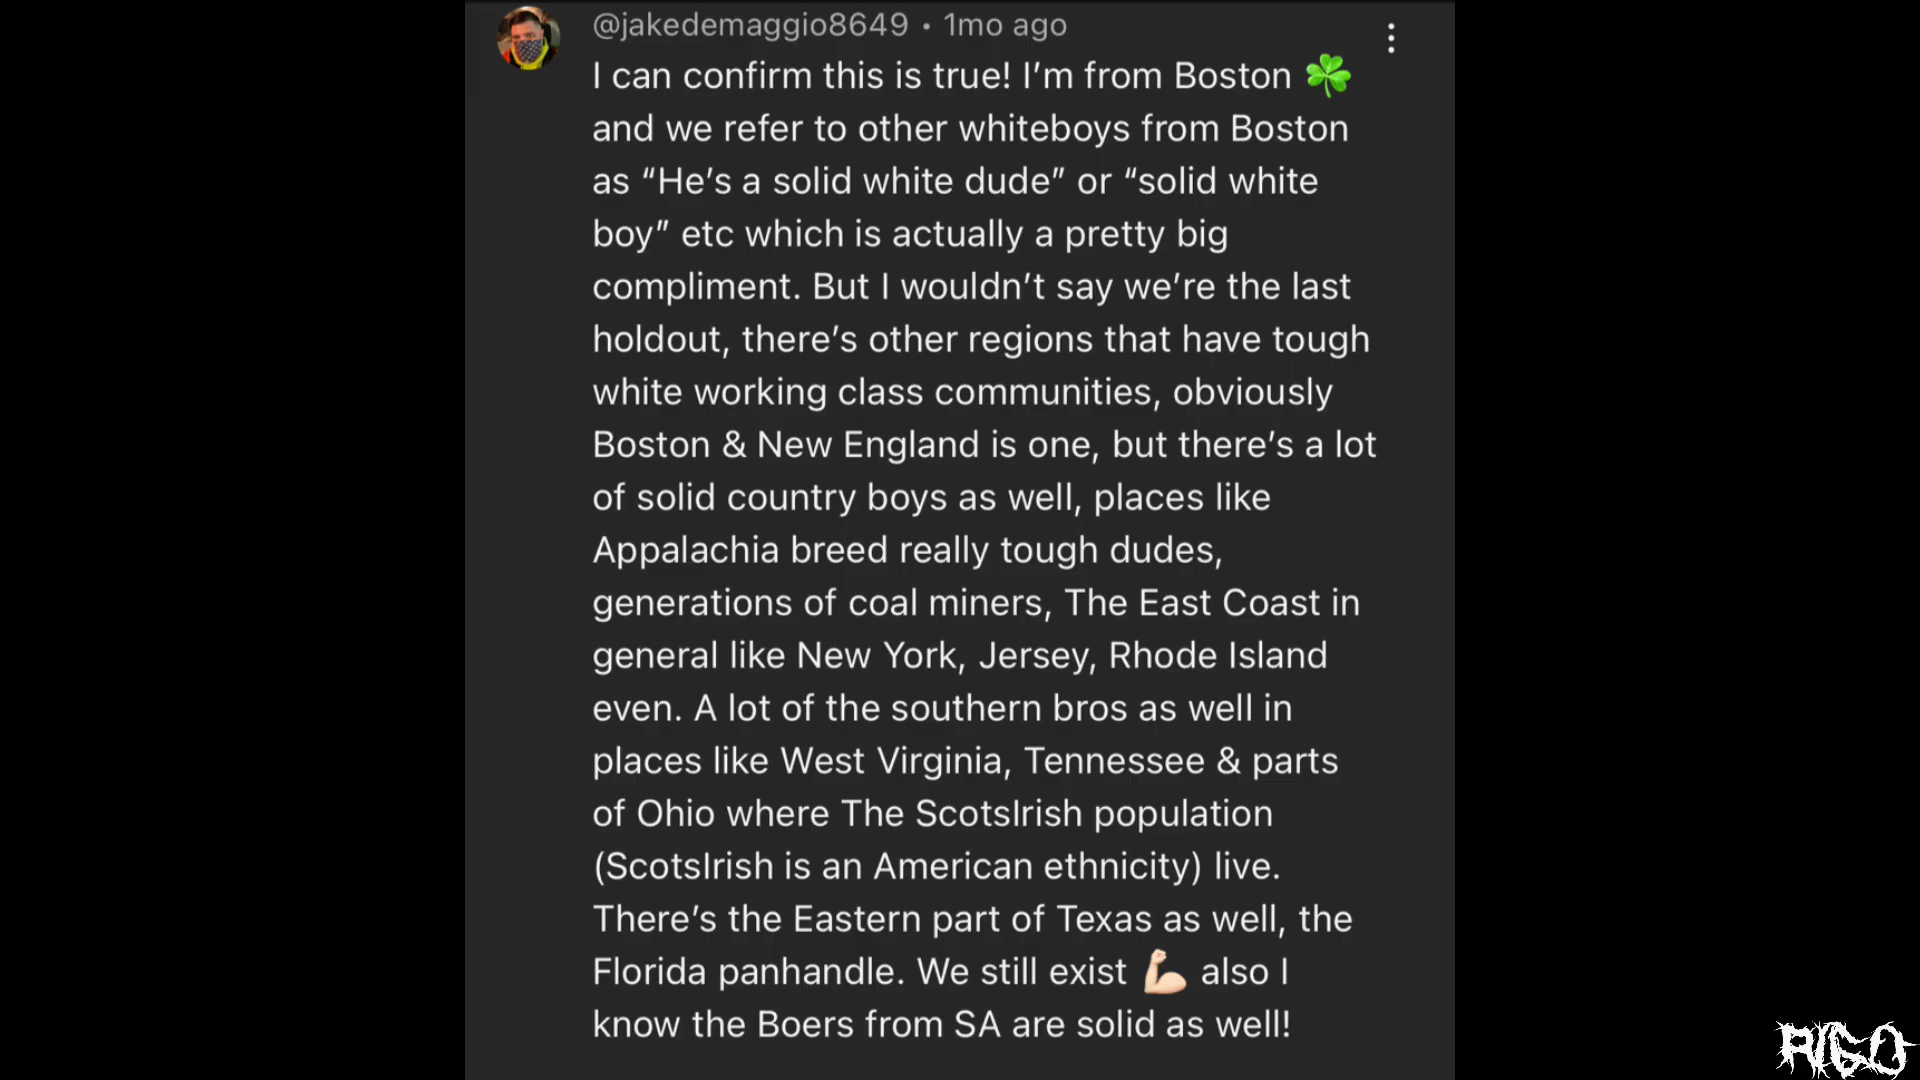 @jakedemaggio8649 • 1mo ago
I can confirm this is true! I’m from Boston ☘️
and we refer to other whiteboys from Boston
as “He’s a solid white dude” or “solid white
boy” etc which is actually a pretty big
compliment. But I wouldn’t say we’re the last
holdout, there’s other regions that have tough
white working class communities, obviously
Boston & New England is one, but there’s a lot
of solid country boys as well, places like
Appalachia breed really tough dudes,
generations of coal miners, The East Coast in
general like New York, Jersey, Rhode Island
even. A lot of the southern bros as well in
places like West Virginia, Tennessee & parts
of Ohio where The ScotsIrish population
(ScotsIrish is an American ethnicity) live.
There’s the Eastern part of Texas as well, the
Florida panhandle. We still exist 💪🏻 also I
know the Boers from SA are solid as well!
RIGO